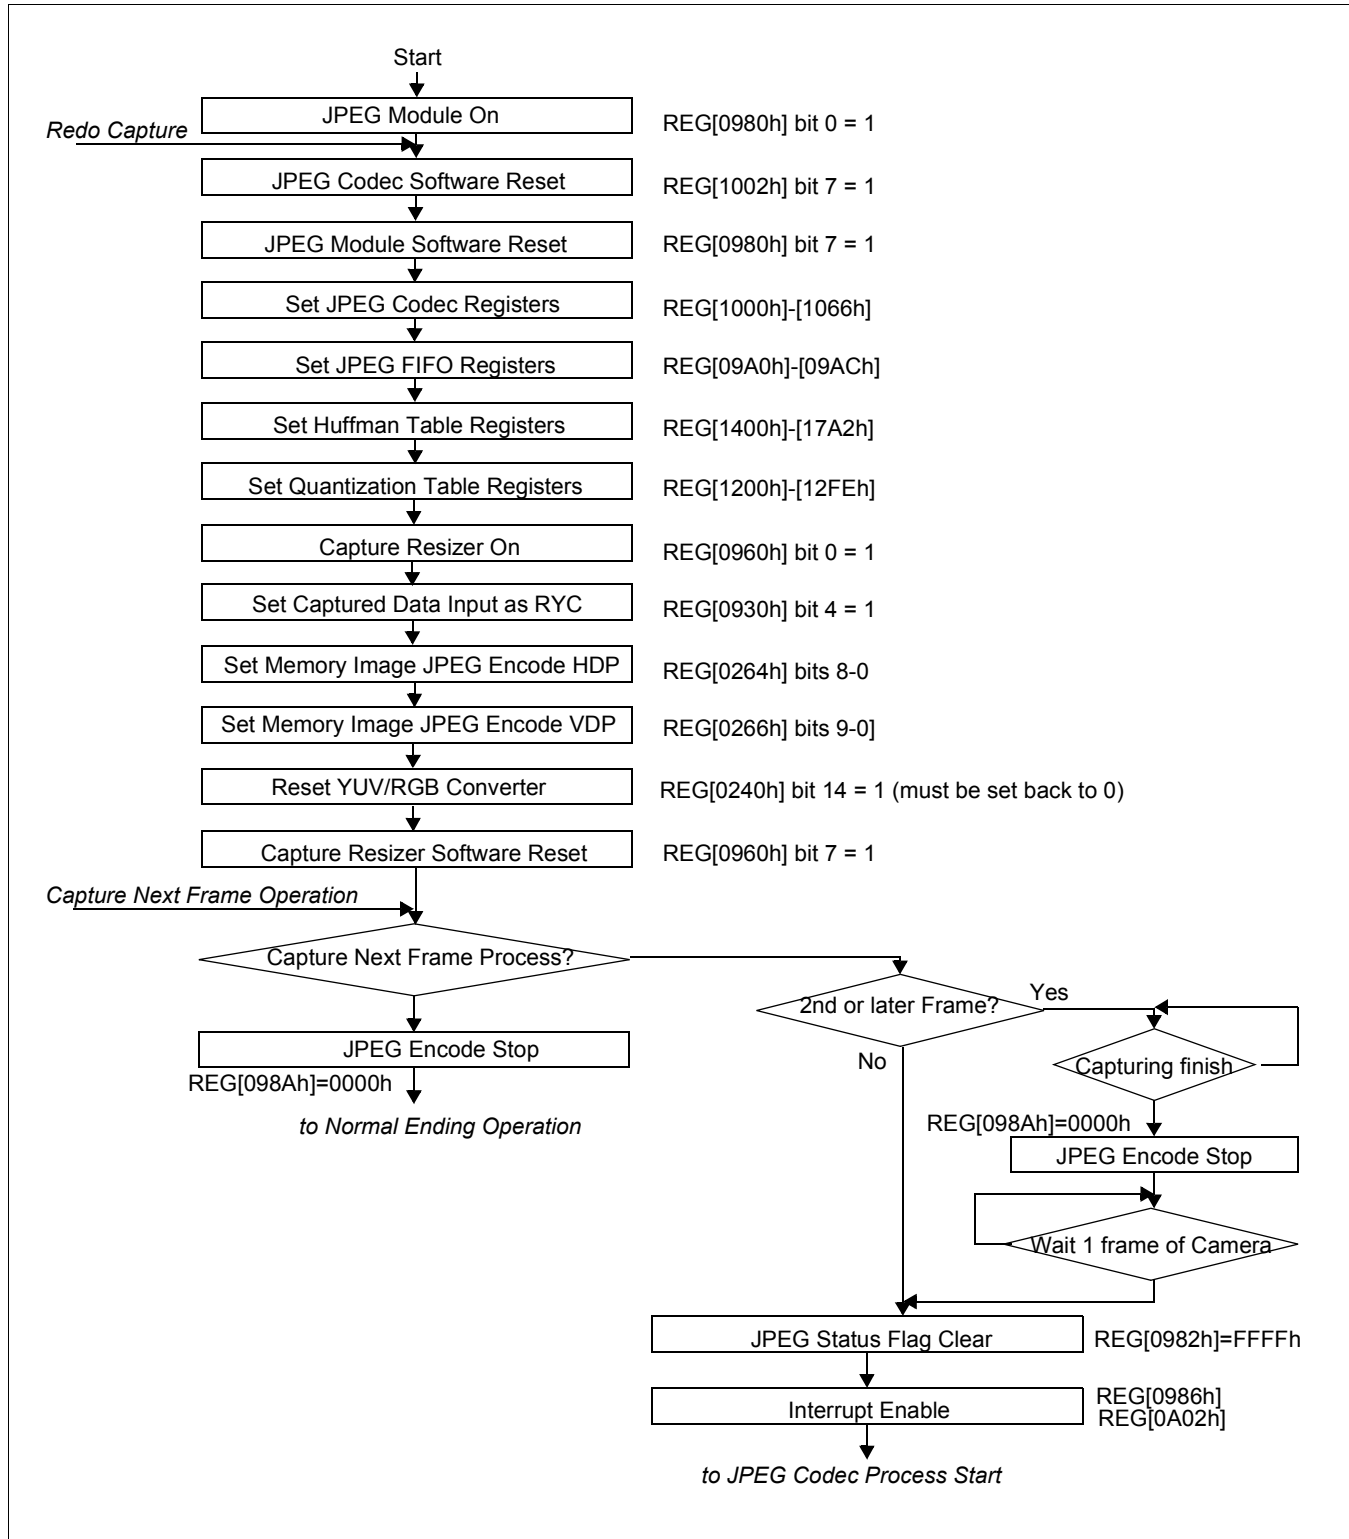 Start
JPEG Module On
REG[0980h] bit 0 = 1
Redo Capture
JPEG Codec Software Reset
REG[1002h] bit 7 = 1
JPEG Module Software Reset
REG[0980h] bit 7 = 1
Set JPEG Codec Registers
REG[1000h]-[1066h]
Set JPEG FIFO Registers
REG[09A0h]-[09ACh]
Set Huffman Table Registers
REG[1400h]-[17A2h]
Set Quantization Table Registers
REG[1200h]-[12FEh]
Capture Resizer On
REG[0960h] bit 0 = 1
Set Captured Data Input as RYC
REG[0930h] bit 4 = 1
Set Memory Image JPEG Encode HDP
REG[0264h] bits 8-0
Set Memory Image JPEG Encode VDP
REG[0266h] bits 9-0]
Reset YUV/RGB Converter
REG[0240h] bit 14 = 1 (must be set back to 0)
Capture Resizer Software Reset
REG[0960h] bit 7 = 1
Capture Next Frame Operation
Capture Next Frame Process?
JPEG Encode Stop
REG[098Ah]=0000h
to Normal Ending Operation
2nd or later Frame?
Yes
No
Capturing finish
REG[098Ah]=0000h
JPEG Encode Stop
Wait 1 frame of Camera
JPEG Status Flag Clear
REG[0982h]=FFFFh
Interrupt Enable
REG[0986h]
REG[0A02h]
to JPEG Codec Process Start